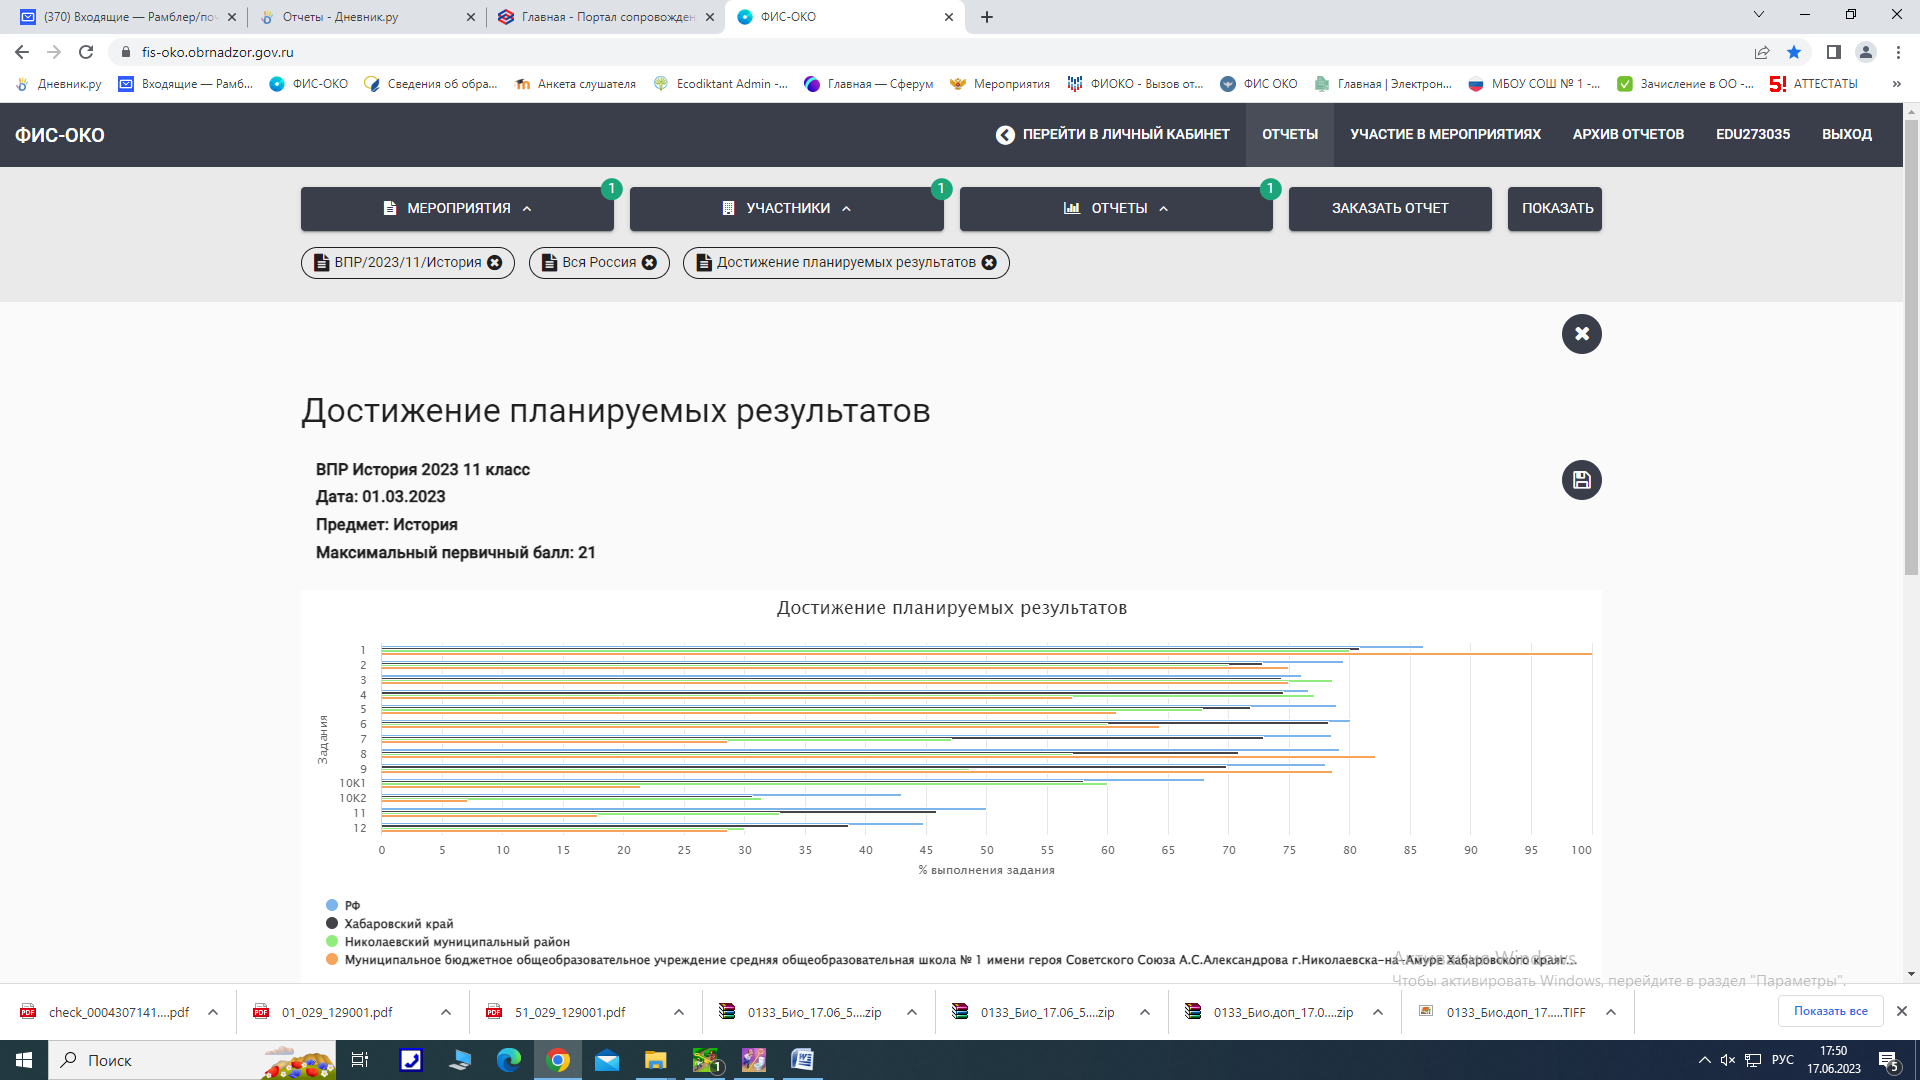 (370) Входящие — Рамблер/по
Отчеты - Дневник.ру
Главная - Портал сопровожден
ФИС-ОКО
fis-oko.obrnadzor.gov.ru
Дневник.ру
Входящие — Рамб...
ФИС-ОКО
Сведения об обра...
Анкета слушателя
Ecodiktant Admin -...
Главная — Сферум
Мероприятия
ФИОКО - Вызов от...
ФИС ОКО
Главная | Электрон...
МБОУ СОШ № 1 -...
Зачисление в ОО -...
5! АТТЕСТАТЫ
»
ФИС-ОКО
ПЕРЕЙТИ В ЛИЧНЫЙ КАБИНЕТ
ОТЧЕТЫ
УЧАСТИЕ В МЕРОПРИЯТИЯХ
АРХИВ ОТЧЕТОВ
EDU273035
ВЫХОД
МЕРОПРИЯТИЯ 1
УЧАСТНИКИ 1
ОТЧЕТЫ 1
ЗАКАЗАТЬ ОТЧЕТ
ПОКАЗАТЬ
ВПР/2023/11/История
Вся Россия
Достижение планируемых результатов
Достижение планируемых результатов
ВПР История 2023 11 класс
Дата: 01.03.2023
Предмет: История
Максимальный первичный балл: 21
Достижение планируемых результатов
Задания
1
2
3
4
5
6
7
8
9
10K1
10K2
11
12
0 5 10 15 20 25 30 35 40 45 50 55 60 65 70 75 80 85 90 95 100
% выполнения задания
РФ
Хабаровский край
Николаевский муниципальный район
Муниципальное бюджетное общеобразовательное учреждение средняя общеобразовательная школа № 1 имени героя Советского Союза А.С.Александрова г.Николаевска-на-Амуре Хабаровского края...
Активация Windows
Чтобы активировать Windows, перейдите в раздел "Параметры".
check_0004307141....pdf
01_029_129001.pdf
51_029_129001.pdf
0133_Био_17.06_5....zip
0133_Био_17.06_5....zip
0133_Био.доп_17.0....zip
0133_Био.доп_17.....TIFF
Показать все
Поиск
1
РУС
17:50
17.06.2023
5